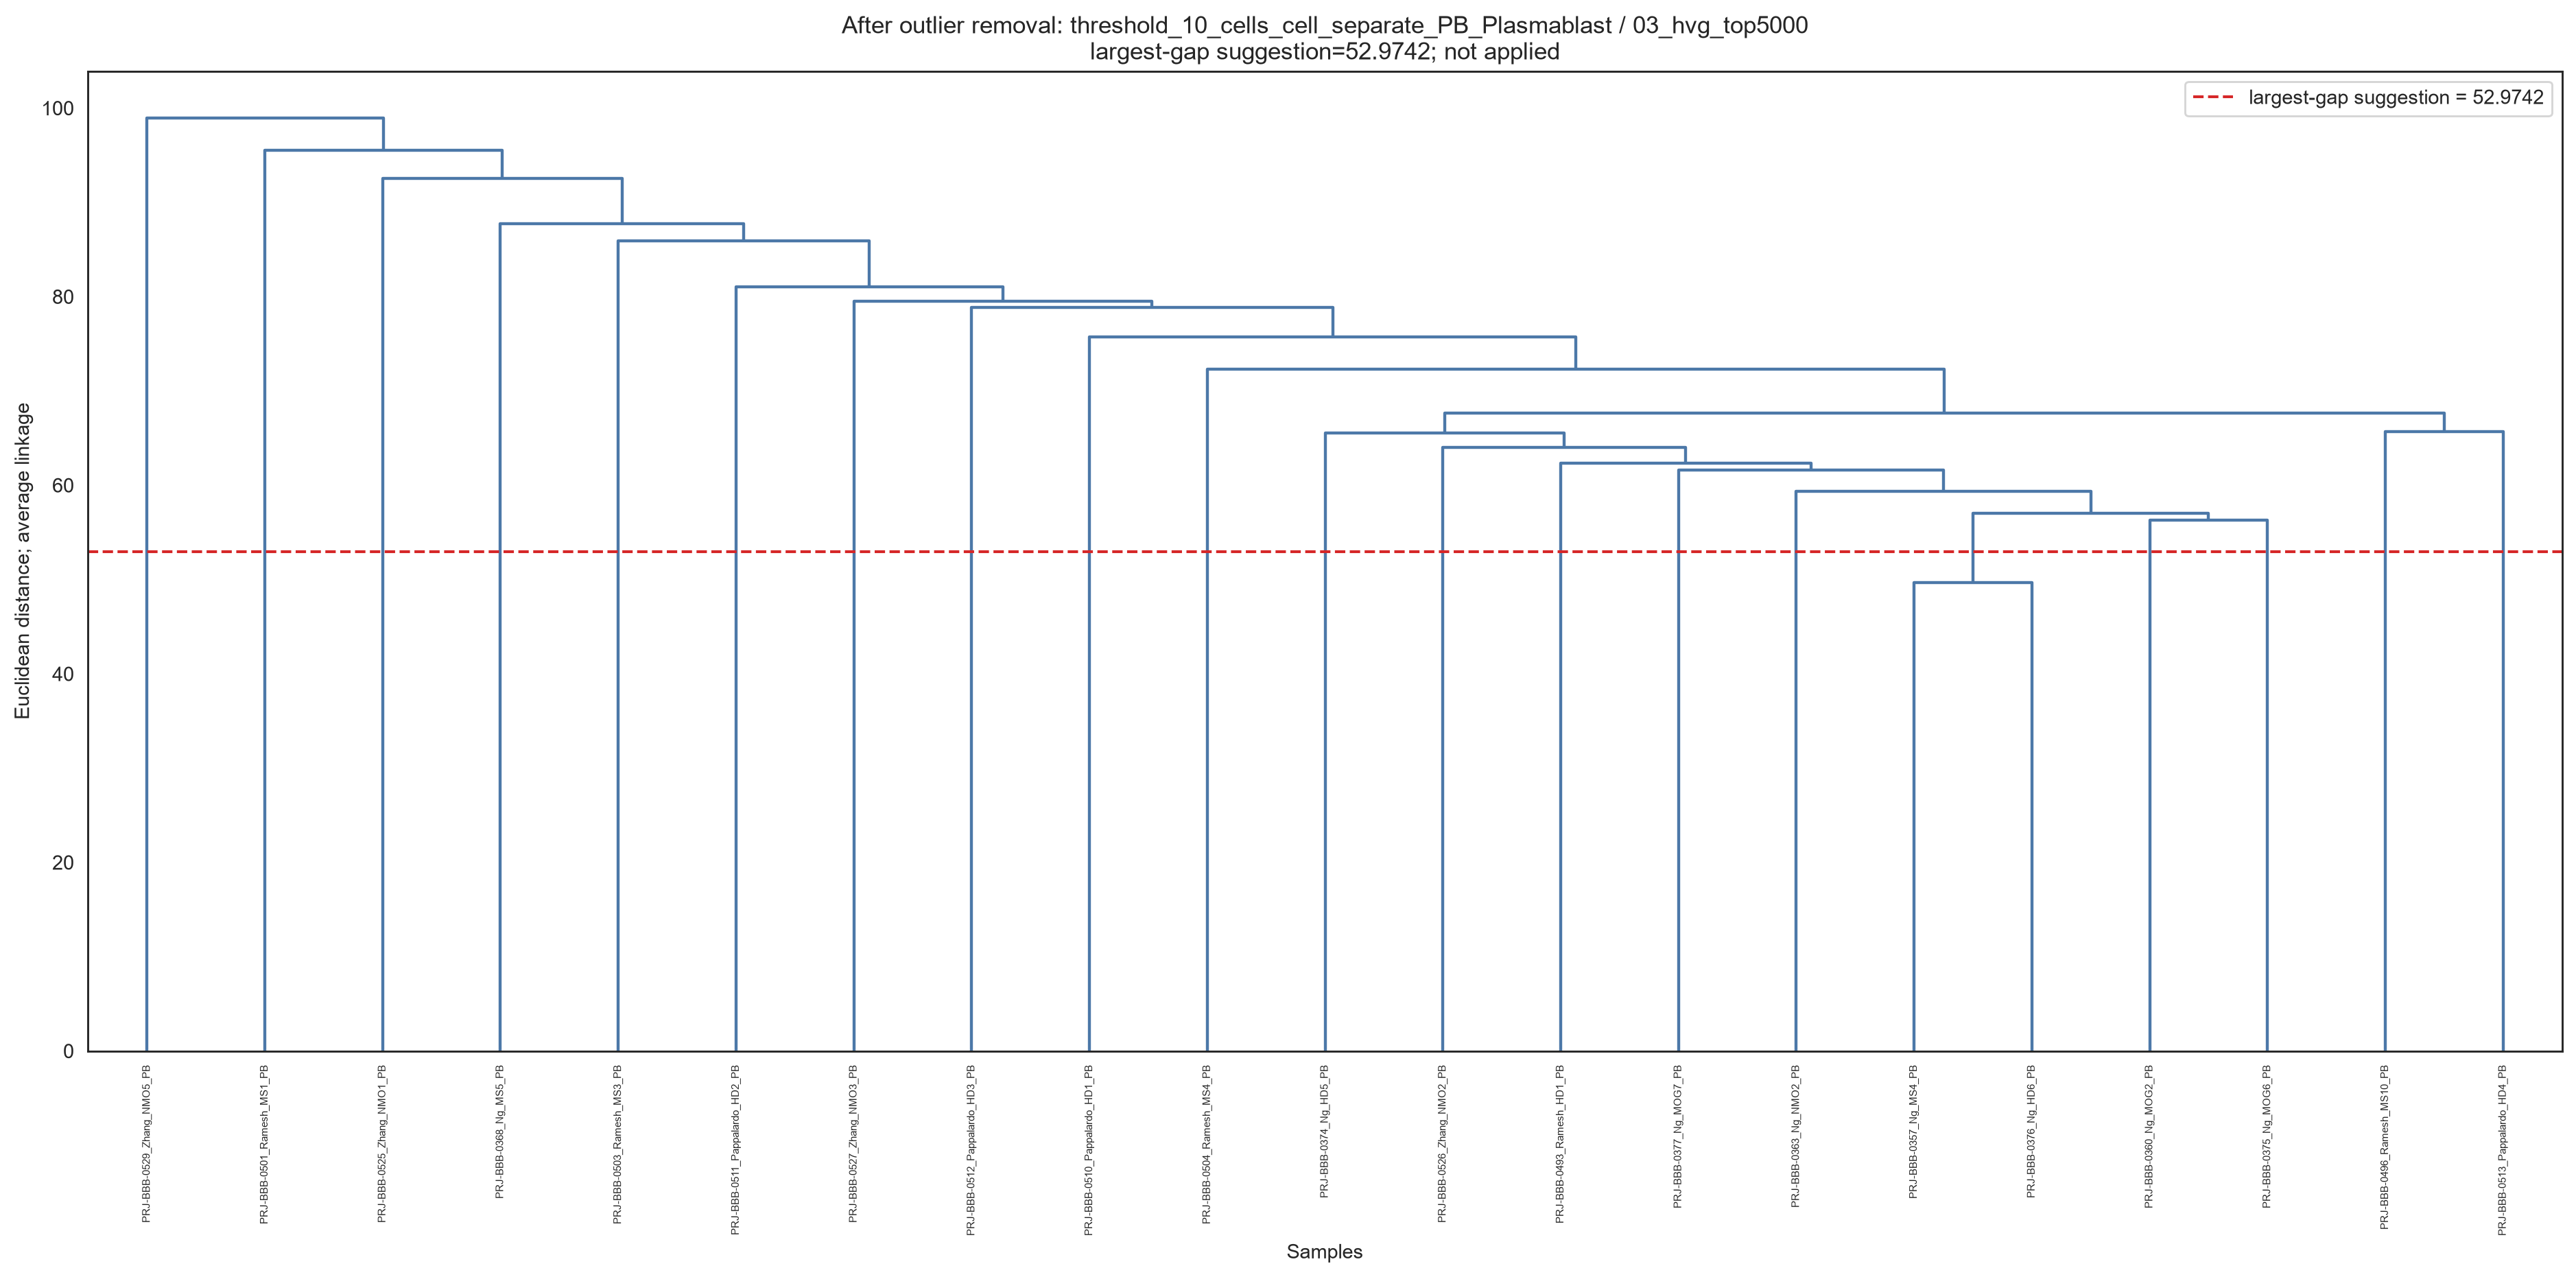 After outlier removal: threshold_10_cells_cell_separate_PB_Plasmablast / 03_hvg_top5000
largest-gap suggestion=52.9742; not applied
largest-gap suggestion = 52.9742
Euclidean distance; average linkage
100
80
60
40
20
0
PRJ-BBB-0529_Zhang_NMO5_PB
PRJ-BBB-0501_Ramesh_MS1_PB
PRJ-BBB-0525_Zhang_NMO1_PB
PRJ-BBB-0368_Ng_MS5_PB
PRJ-BBB-0503_Ramesh_MS3_PB
PRJ-BBB-0511_Pappalardo_HD2_PB
PRJ-BBB-0527_Zhang_NMO3_PB
PRJ-BBB-0512_Pappalardo_HD3_PB
PRJ-BBB-0510_Pappalardo_HD1_PB
PRJ-BBB-0504_Ramesh_MS4_PB
PRJ-BBB-0374_Ng_HD5_PB
PRJ-BBB-0526_Zhang_NMO2_PB
PRJ-BBB-0493_Ramesh_HD1_PB
PRJ-BBB-0377_Ng_MOG7_PB
PRJ-BBB-0363_Ng_NMO2_PB
PRJ-BBB-0357_Ng_MS4_PB
PRJ-BBB-0376_Ng_HD6_PB
PRJ-BBB-0360_Ng_MOG2_PB
PRJ-BBB-0375_Ng_MOG6_PB
PRJ-BBB-0496_Ramesh_MS10_PB
PRJ-BBB-0513_Pappalardo_HD4_PB
Samples